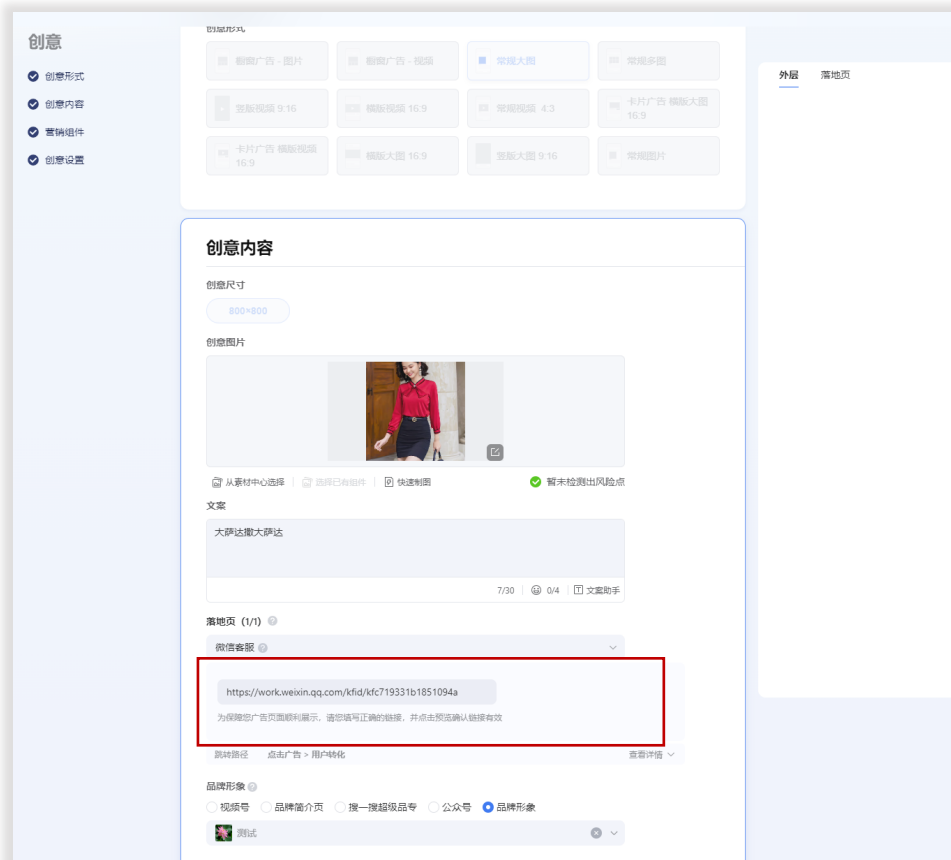 创意
创意形式
创意内容
营销组件
创意设置
创意形式
橱窗广告 - 图片
橱窗广告 - 视频
常规大图
常规多图
竖版视频 9:16
横版视频 16:9
常规视频 4:3
卡片广告 横版大图
16:9
卡片广告 横版视频
16:9
横版大图 16:9
竖版大图 9:16
常规图片
外层
落地页
创意内容
创意尺寸
800×800
创意图片
从素材中心选择
选择已有组件
快速制图
暂未检测出风险点
文案
大萨达撒大萨达
7/30
0/4
文案助手
落地页 (1/1)
微信客服
https://work.weixin.qq.com/kfid/kfc719331b1851094a
为保障您广告页面顺利展示，请您填写正确的链接，并点击预览确认链接有效
跳转路径 点击广告 > 用户转化
查看详情
品牌形象
视频号
品牌简介页
搜一搜超级品专
公众号
品牌形象
测试